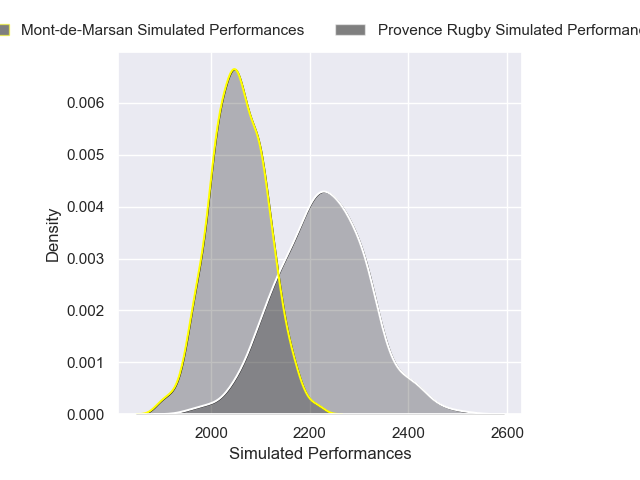 Mont-de-Marsan Simulated Performances
Provence Rugby Simulated
0.006
0.005
0.004
0.003
0.002
0.001
0.000
Density
2000 2200 2400 2600
Simulated Performances